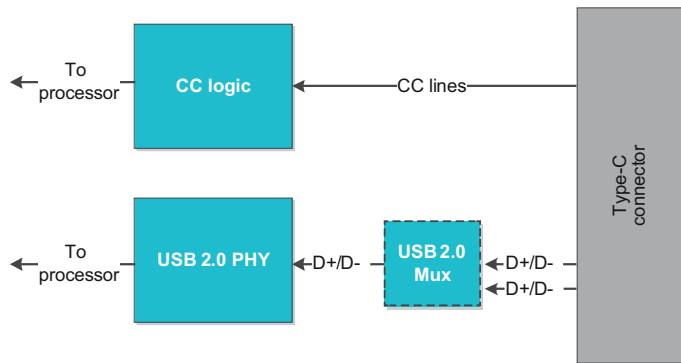 To
processor
CC logic
CC lines
Type-C
connector
To
processor
USB 2.0 PHY
D+/D-
USB 2.0
Mux
D+/D-
D+/D-